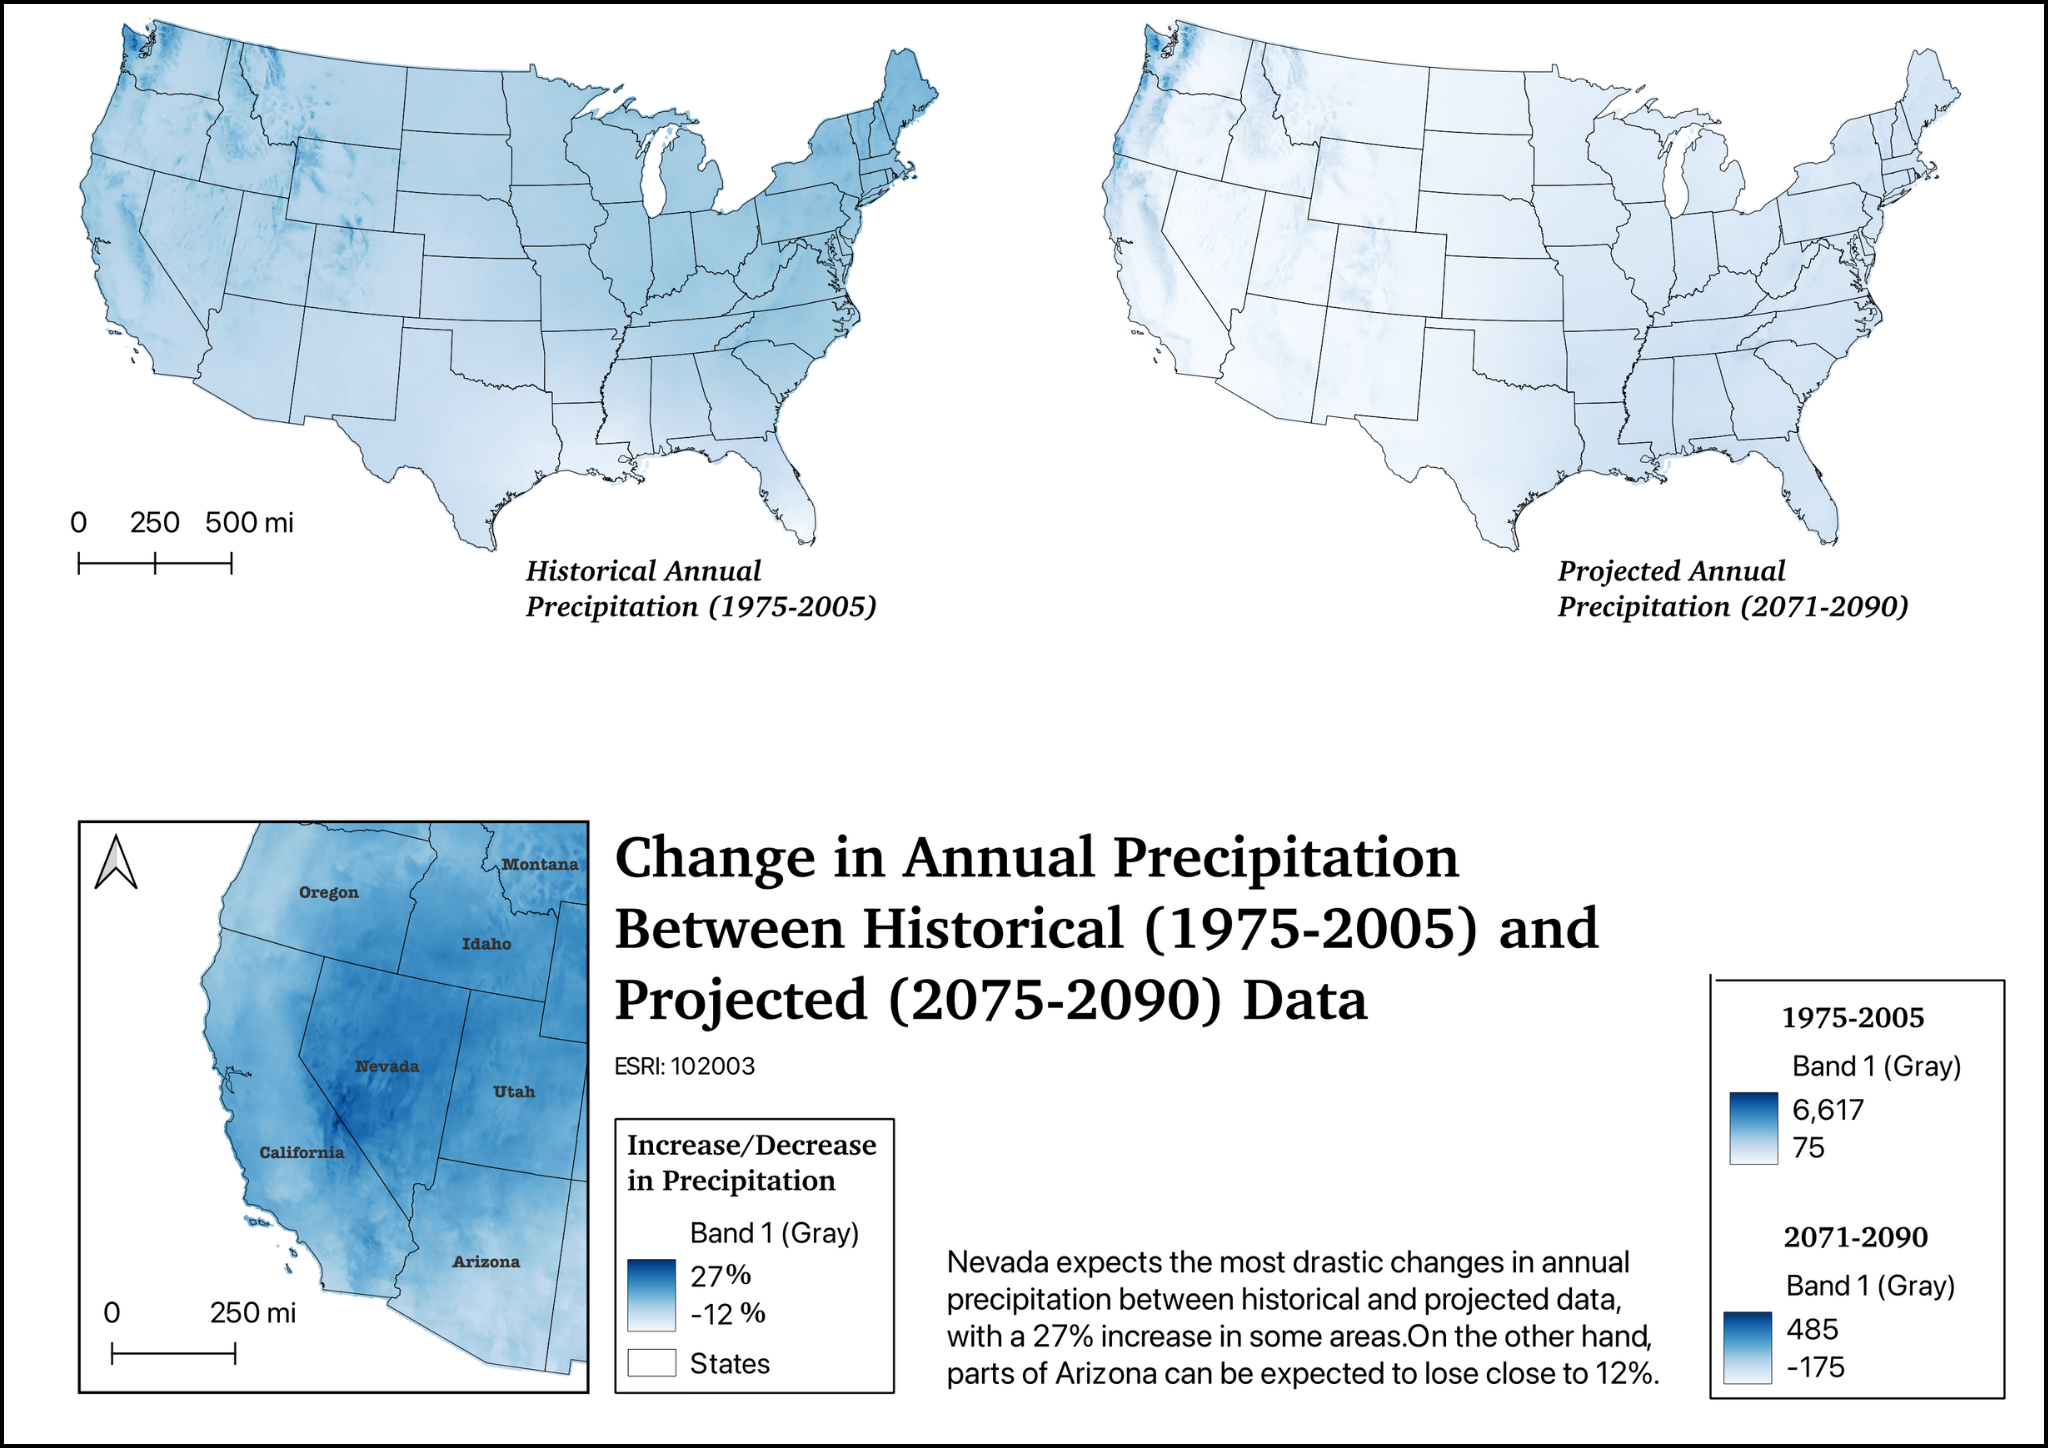 0 250 500 mi
Historical Annual
Precipitation (1975-2005)
Projected Annual
Precipitation (2071-2090)
Montana
Oregon
Idaho
Nevada
Utah
California
Arizona
0 250 mi
Change in Annual Precipitation
Between Historical (1975-2005) and
Projected (2075-2090) Data
ESRI: 102003
Increase/Decrease
in Precipitation
Band 1 (Gray)
27%
-12 %
States
Nevada expects the most drastic changes in annual
precipitation between historical and projected data,
with a 27% increase in some areas.On the other hand,
parts of Arizona can be expected to lose close to 12%.
1975-2005
Band 1 (Gray)
6,617
75
2071-2090
Band 1 (Gray)
485
-175